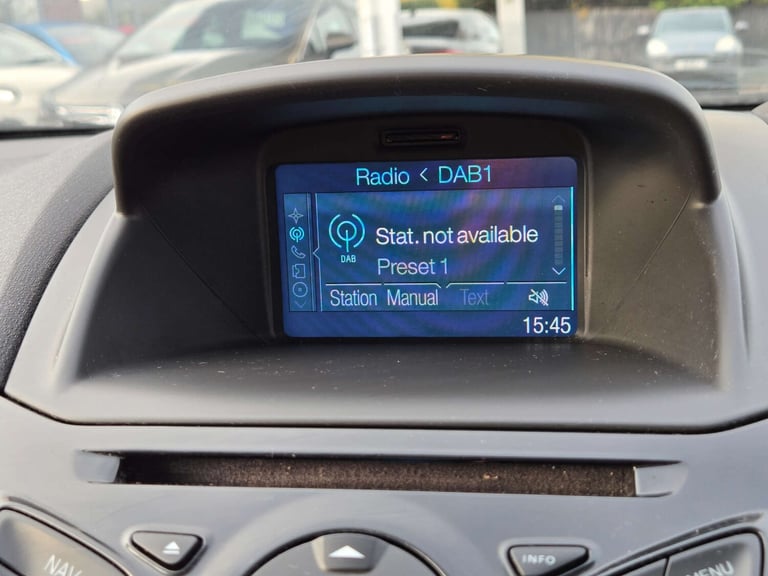 Radio < DAB1
DAB
Stat. not available
Preset 1
Station Manual Text
15:45
NAV
INFO
MENU